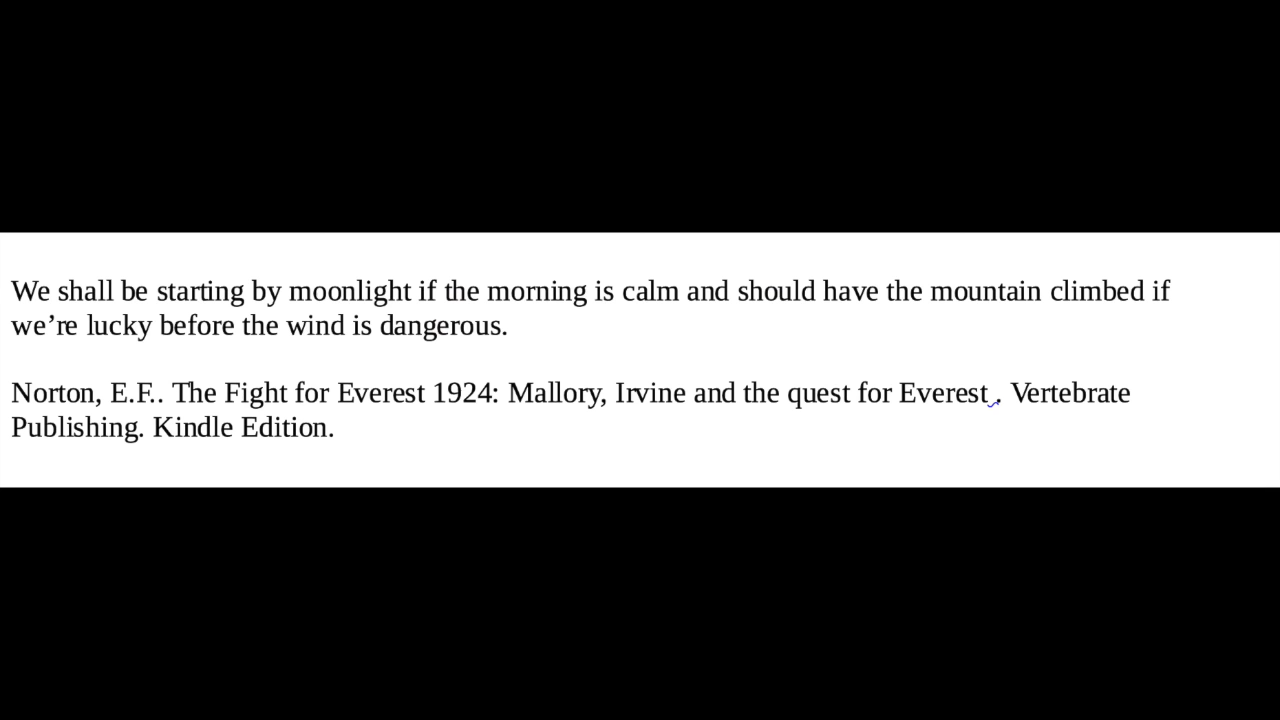 We shall be starting by moonlight if the morning is calm and should have the mountain climbed if
we’re lucky before the wind is dangerous.
Norton, E.F.. The Fight for Everest 1924: Mallory, Irvine and the quest for Everest . Vertebrate
Publishing. Kindle Edition.